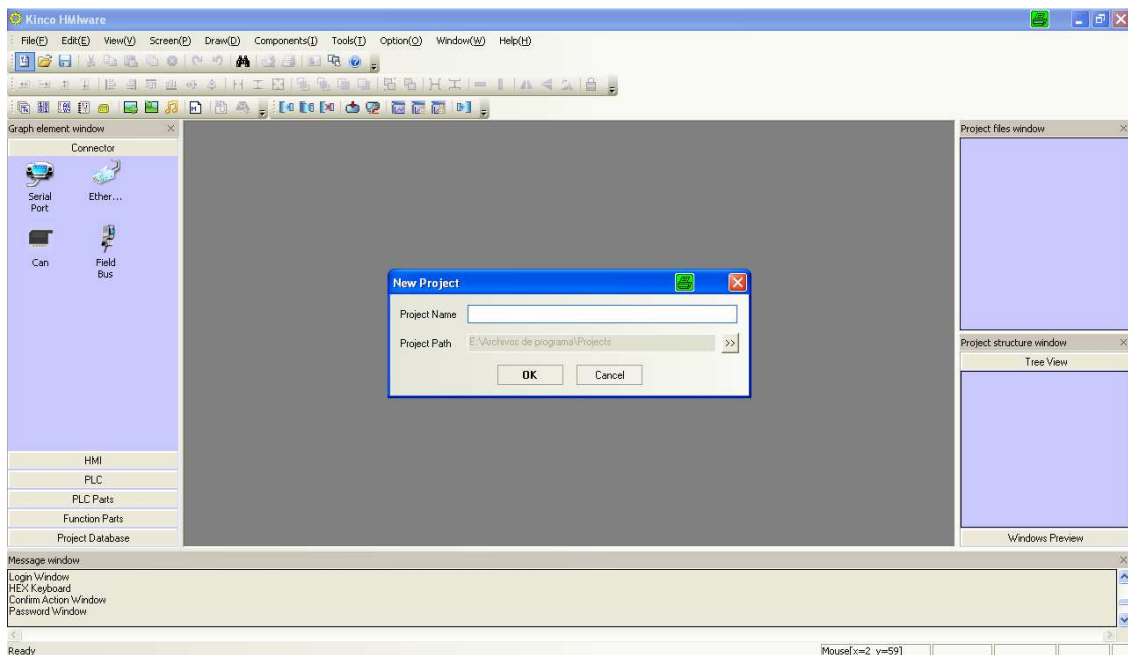 Kinco HMIware
File(F) Edit(E) View(V) Screen(P) Draw(D) Components(I) Tools(T) Option(O) Window(W) Help(H)
Graph element window
Connector
Serial Port
Ether...
Can
Field Bus
HMI
PLC
PLC Parts
Function Parts
Project Database
New Project
Project Name
Project Path E:\Archivos de programa\Projects >>
OK Cancel
Project files window
Project structure window
Tree View
Windows Preview
Message window
Login Window
HEX Keyboard
Confirm Action Window
Password Window
Ready
Mouse[x=2 y=59]